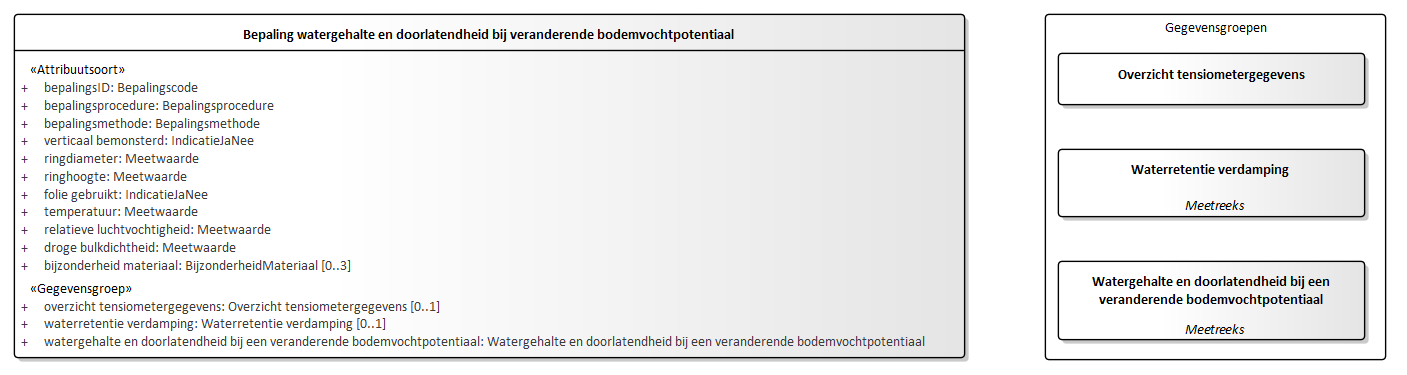 Bepaling watergehalte en doorlatendheid bij veranderende bodemvochtpotentiaal
«Attribuutsoort»
+ bepalingsID: Bepalingscode
+ bepalingsprocedure: Bepalingsprocedure
+ bepalingsmethode: Bepalingsmethode
+ verticaal bemonsterd: IndicatieJaNee
+ ringdiameter: Meetwaarde
+ ringhoogte: Meetwaarde
+ folie gebruikt: IndicatieJaNee
+ temperatuur: Meetwaarde
+ relatieve luchtvochtigheid: Meetwaarde
+ droge bulkdichtheid: Meetwaarde
+ bijzonderheid materiaal: BijzonderheidMateriaal [0..3]
«Gegevensgroep»
+ overzicht tensiometergegevens: Overzicht tensiometergegevens [0..1]
+ waterretentie verdamping: Waterretentie verdamping [0..1]
+ watergehalte en doorlatendheid bij een veranderende bodemvochtpotentiaal: Watergehalte en doorlatendheid bij een veranderende bodemvochtpotentiaal
Gegevensgroepen
Overzicht tensiometergegevens
Waterretentie verdamping
Meetreeks
Watergehalte en doorlatendheid bij een
veranderende bodemvochtpotentiaal
Meetreeks